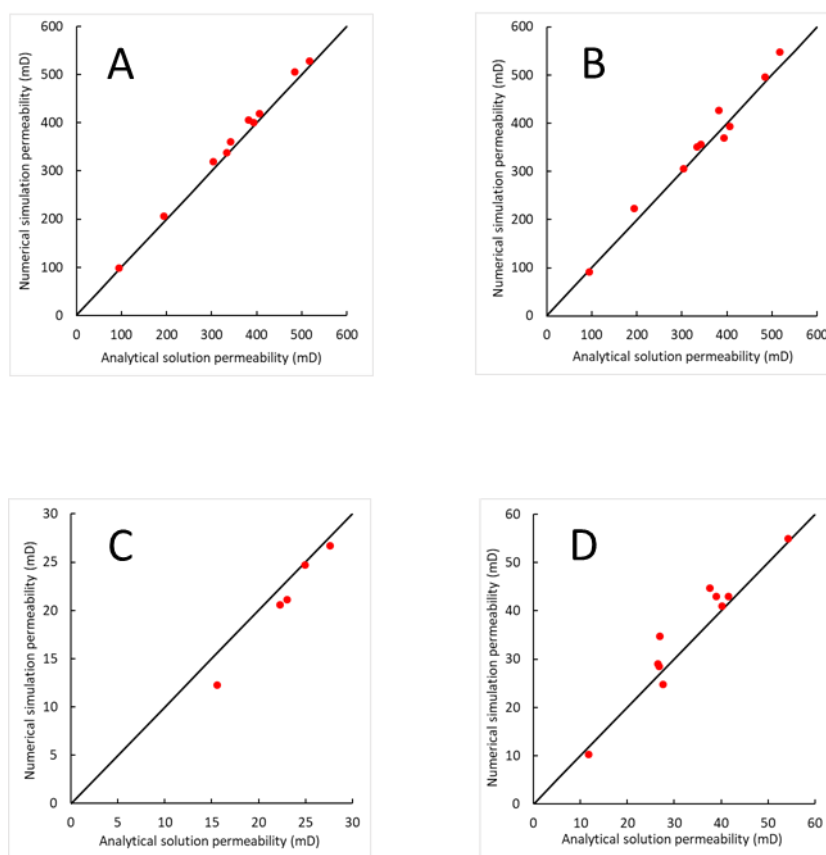 A
Numerical simulation permeability (mD)
600
500
400
300
200
100
0
0 100 200 300 400 500 600
Analytical solution permeability (mD)
B
Numerical simulation permeability (mD)
600
500
400
300
200
100
0
0 100 200 300 400 500 600
Analytical solution permeability (mD)
C
Numerical simulation permeability (mD)
30
25
20
15
10
5
0
0 5 10 15 20 25 30
Analytical solution permeability (mD)
D
Numerical simulation permeability (mD)
60
50
40
30
20
10
0
0 10 20 30 40 50 60
Analytical solution permeability (mD)